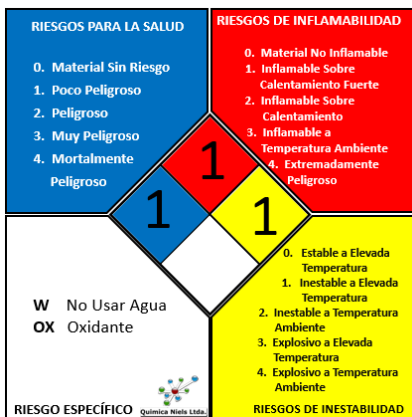 RIESGOS PARA LA SALUD
0. Material Sin Riesgo
1. Poco Peligroso
2. Peligroso
3. Muy Peligroso
4. Mortalmente
Peligroso
RIESGOS DE INFLAMABILIDAD
0. Material No Inflamable
1. Inflamable Sobre
Calentamiento Fuerte
2. Inflamable Sobre
Calentamiento
3. Inflamable a
Temperatura Ambiente
4. Extremadamente
Peligroso
1
1
1
W No Usar Agua
OX Oxidante
RIESGO ESPECÍFICO
Quimica Niels Ltda.
0. Estable a Elevada
Temperatura
1. Inestable a Elevada
Temperatura
2. Inestable a Temperatura
Ambiente
3. Explosivo a Elevada
Temperatura
4. Explosivo a Temperatura
Ambiente
RIESGOS DE INESTABILIDAD